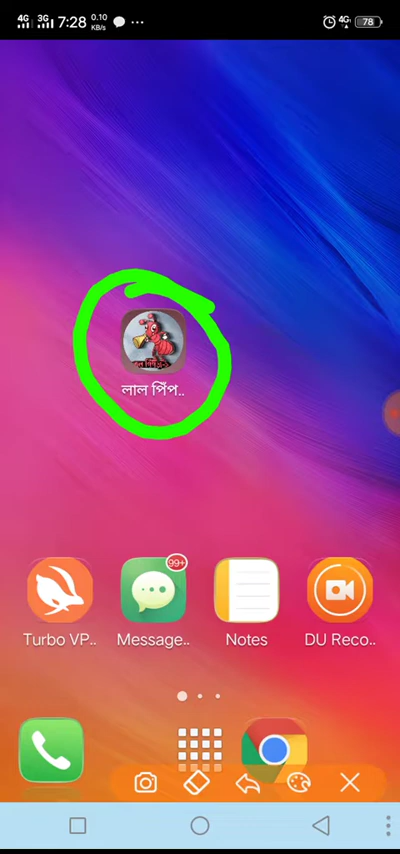 4G 3G 7:28 0.10 KB/s 4G 78
লাল পিঁপ..
99+
Turbo VP..
Message..
Notes
DU Reco..